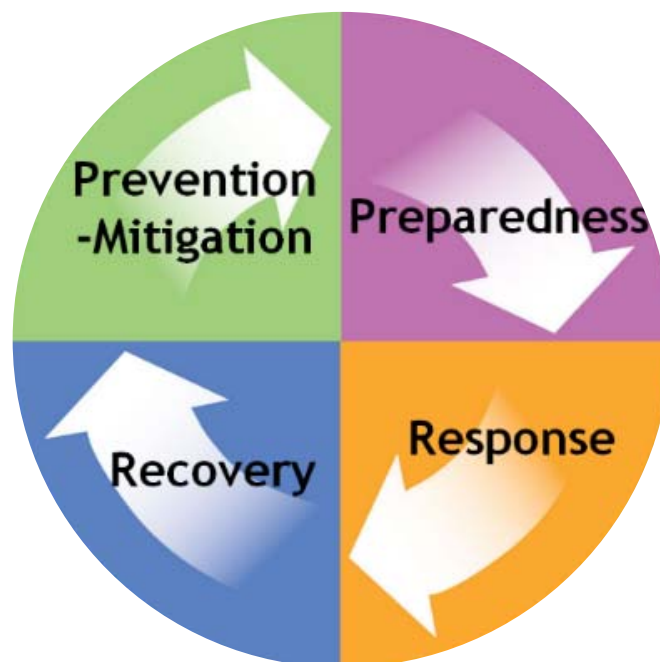 Prevention
-Mitigation
Preparedness
Response
Recovery